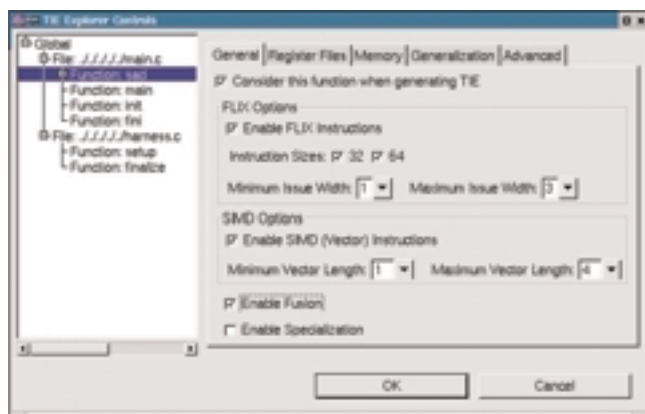 TIE Explorer Controls
Global
File: ./././././main.c
Function: sad
Function: main
Function: init
Function: fini
File: ./././././harness.c
Function: setup
Function: finalize
General Register Files Memory Generalization Advanced
Consider this function when generating TIE
FLIX Options
Enable FLIX Instructions
Instruction Sizes: 32 64
Minimum Issue Width: 1 Maximum Issue Width: 3
SIMD Options
Enable SIMD (Vector) Instructions
Minimum Vector Length: 1 Maximum Vector Length: 4
Enable Fusion
Enable Specialization
OK Cancel